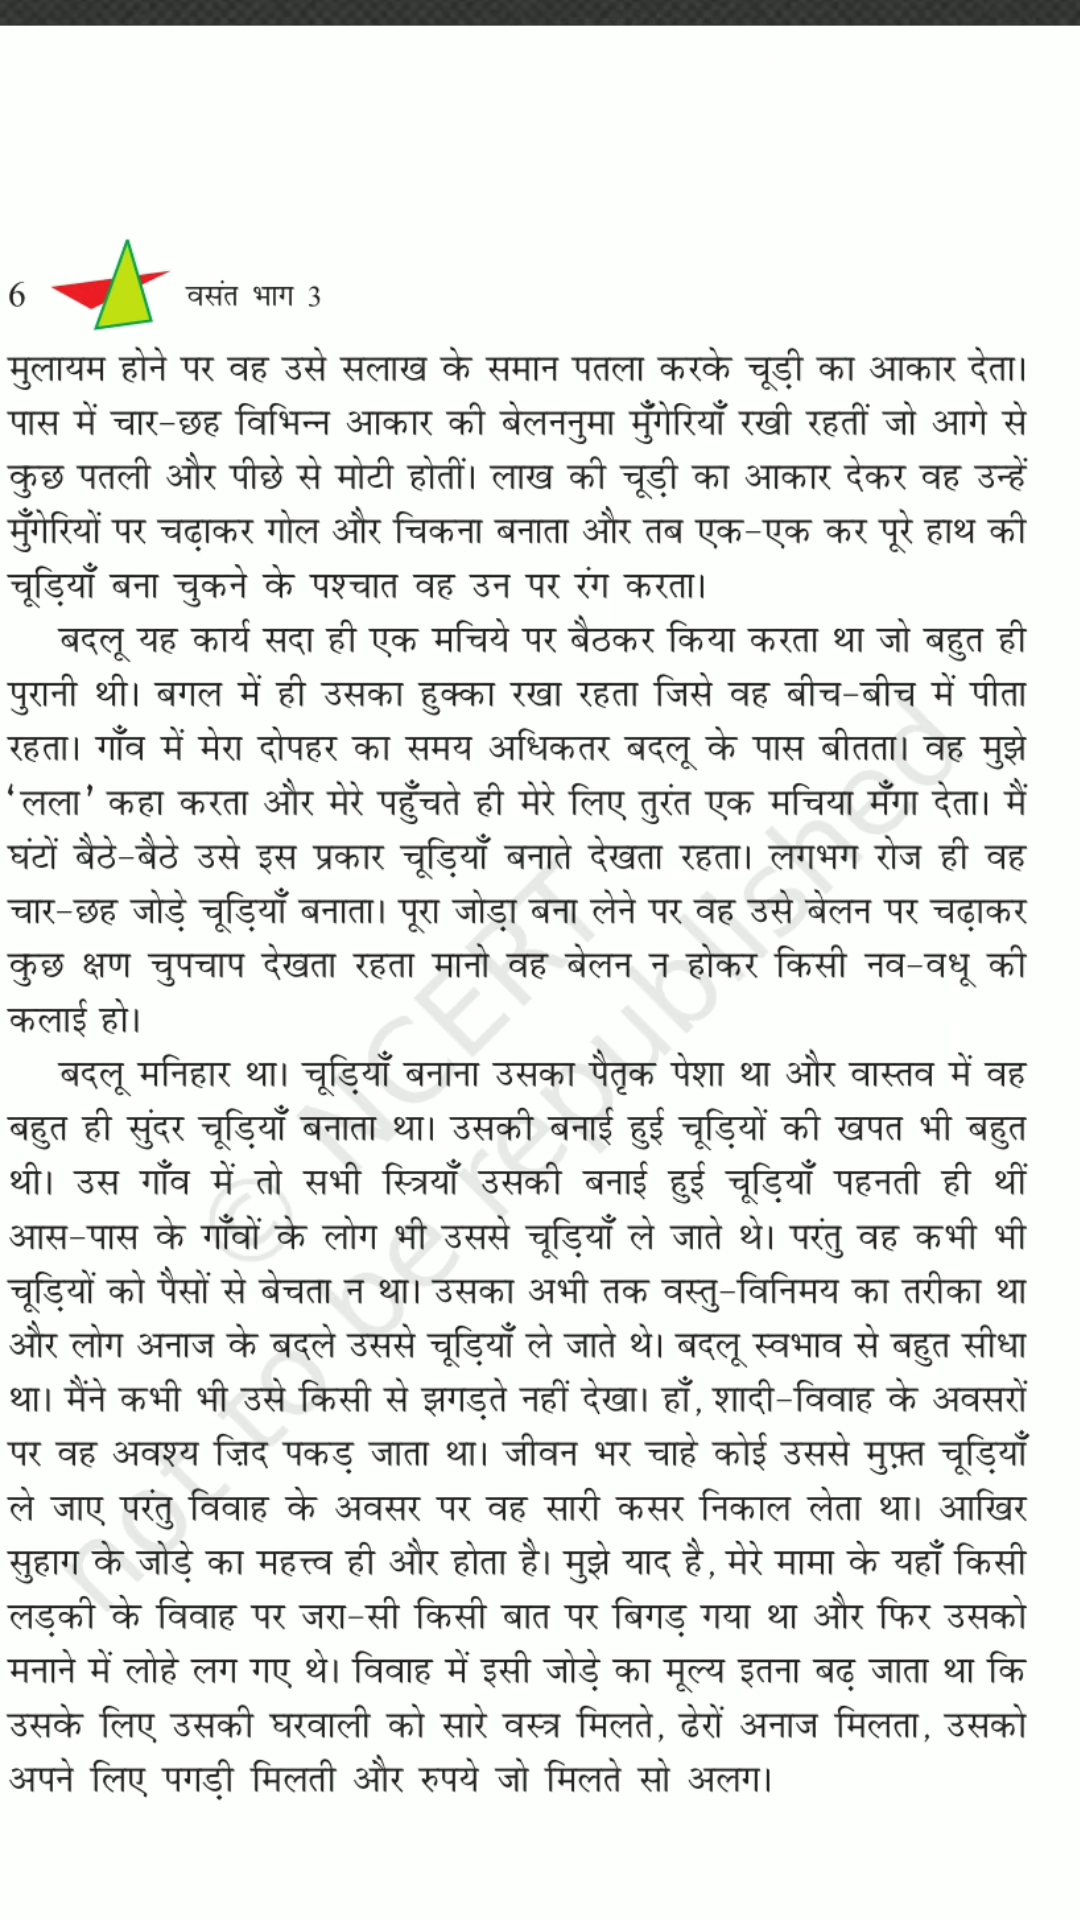 6 वसंत भाग 3
मुलायम होने पर वह उसे सलाख के समान पतला करके चूड़ी का आकार देता।
पास में चार-छह विभिन्न आकार की बेलननुमा मुँगेरियाँ रखी रहतीं जो आगे से
कुछ पतली और पीछे से मोटी होतीं। लाख की चूड़ी का आकार देकर वह उन्हें
मुँगेरियों पर चढ़ाकर गोल और चिकना बनाता और तब एक-एक कर पूरे हाथ की
चूड़ियाँ बना चुकने के पश्चात वह उन पर रंग करता।
बदलू यह कार्य सदा ही एक मचिये पर बैठकर किया करता था जो बहुत ही
पुरानी थी। बगल में ही उसका हुक्का रखा रहता जिसे वह बीच-बीच में पीता
रहता। गाँव में मेरा दोपहर का समय अधिकतर बदलू के पास बीतता। वह मुझे
‘लला’ कहा करता और मेरे पहुँचते ही मेरे लिए तुरंत एक मचिया मँगा देता। मैं
घंटों बैठे-बैठे उसे इस प्रकार चूड़ियाँ बनाते देखता रहता। लगभग रोज ही वह
चार-छह जोड़े चूड़ियाँ बनाता। पूरा जोड़ा बना लेने पर वह उसे बेलन पर चढ़ाकर
कुछ क्षण चुपचाप देखता रहता मानो वह बेलन न होकर किसी नव-वधू की
कलाई हो।
बदलू मनिहार था। चूड़ियाँ बनाना उसका पैतृक पेशा था और वास्तव में वह
बहुत ही सुंदर चूड़ियाँ बनाता था। उसकी बनाई हुई चूड़ियों की खपत भी बहुत
थी। उस गाँव में तो सभी स्त्रियाँ उसकी बनाई हुई चूड़ियाँ पहनती ही थीं
आस-पास के गाँवों के लोग भी उससे चूड़ियाँ ले जाते थे। परंतु वह कभी भी
चूड़ियों को पैसों से बेचता न था। उसका अभी तक वस्तु-विनिमय का तरीका था
और लोग अनाज के बदले उससे चूड़ियाँ ले जाते थे। बदलू स्वभाव से बहुत सीधा
था। मैंने कभी भी उसे किसी से झगड़ते नहीं देखा। हाँ, शादी-विवाह के अवसरों
पर वह अवश्य ज़िद पकड़ जाता था। जीवन भर चाहे कोई उससे मुफ़्त चूड़ियाँ
ले जाए परंतु विवाह के अवसर पर वह सारी कसर निकाल लेता था। आखिर
सुहाग के जोड़े का महत्त्व ही और होता है। मुझे याद है, मेरे मामा के यहाँ किसी
लड़की के विवाह पर जरा-सी किसी बात पर बिगड़ गया था और फिर उसको
मनाने में लोहे लग गए थे। विवाह में इसी जोड़े का मूल्य इतना बढ़ जाता था कि
उसके लिए उसकी घरवाली को सारे वस्त्र मिलते, ढेरों अनाज मिलता, उसको
अपने लिए पगड़ी मिलती और रुपये जो मिलते सो अलग।
© NCERT
not to be republished